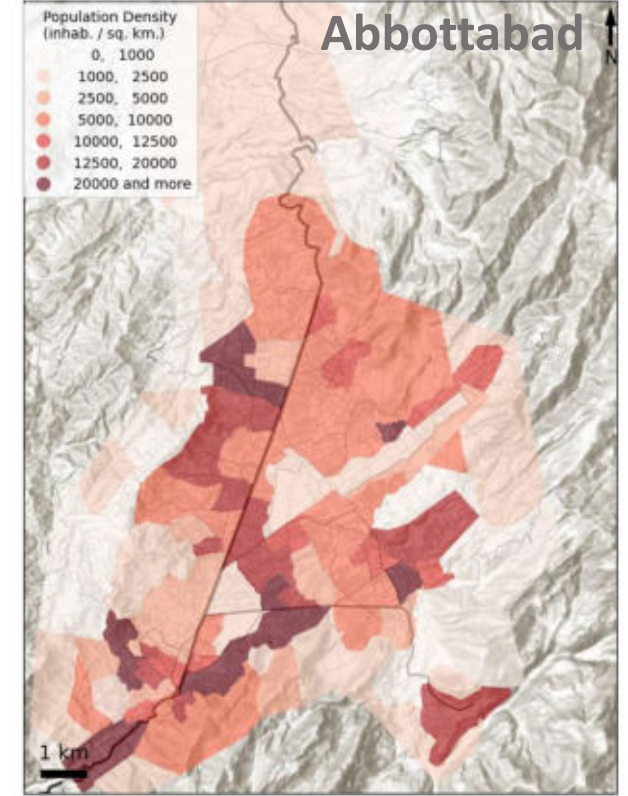 Abbottabad
N
Population Density
(inhab. / sq. km.)
0, 1000
1000, 2500
2500, 5000
5000, 10000
10000, 12500
12500, 20000
20000 and more
1 km